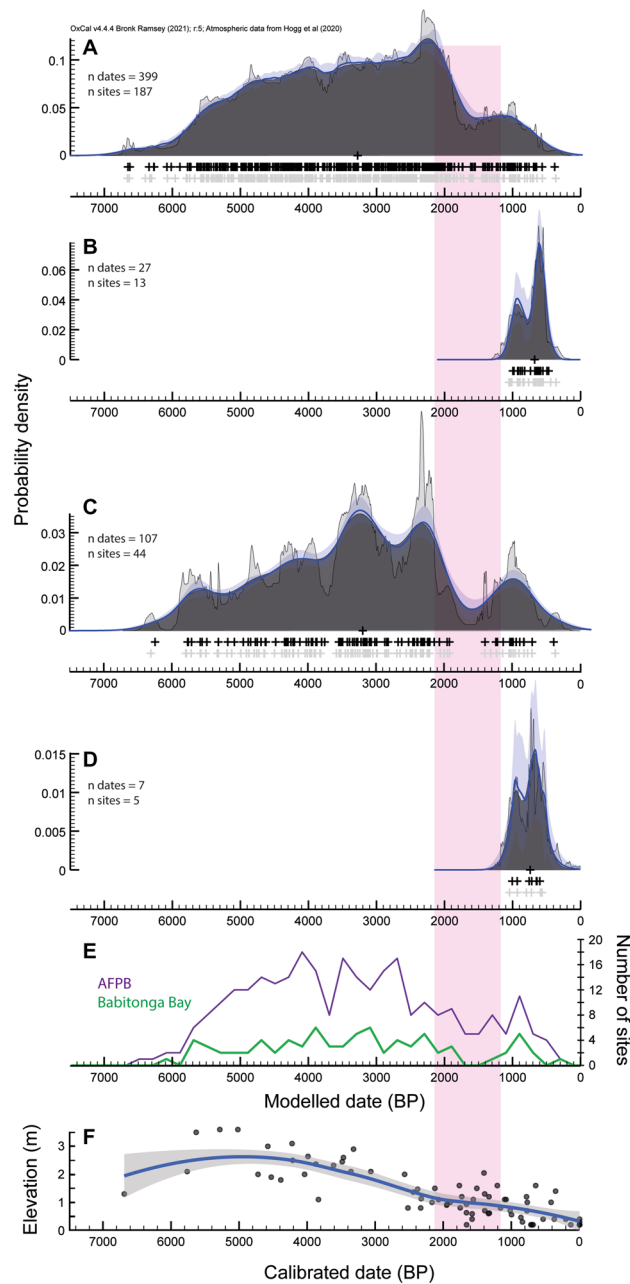 OxCal v4.4.4 Bronk Ramsey (2021); r:5; Atmospheric data from Hogg et al (2020)
A
n dates = 399
n sites = 187
0.1
0.05
0
7000 6000 5000 4000 3000 2000 1000 0
B
n dates = 27
n sites = 13
0.06
0.04
0.02
0
7000 6000 5000 4000 3000 2000 1000 0
Probability density
C
n dates = 107
n sites = 44
0.03
0.02
0.01
0
7000 6000 5000 4000 3000 2000 1000 0
D
n dates = 7
n sites = 5
0.015
0.01
0.005
0
7000 6000 5000 4000 3000 2000 1000 0
E
AFPB
Babitonga Bay
20
16
12
8
4
0
Number of sites
7000 6000 5000 4000 3000 2000 1000 0
Modelled date (BP)
F
Elevation (m)
3
2
1
0
7000 6000 5000 4000 3000 2000 1000 0
Calibrated date (BP)